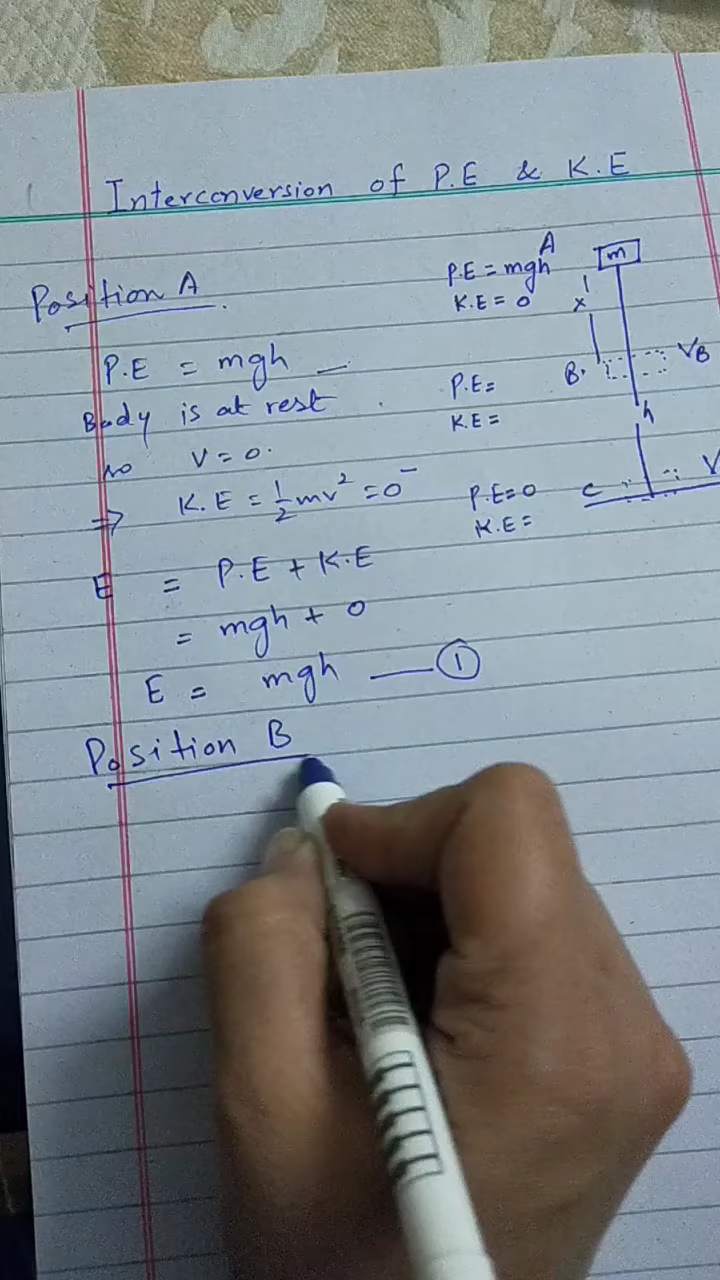 Interconversion of P.E & K.E
Position A
P.E = mgh
Body is at rest
so V = 0.
⇒ K.E = 1/2 mv² = 0
E = P.E + K.E
= mgh + 0
E = mgh — ①
Position B
A
P.E = mgh
K.E = 0
m
x
P.E =
K.E =
B.
VB
h
P.E = 0
K.E =
C
V